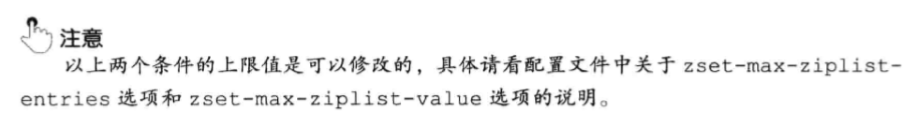 注意
以上两个条件的上限值是可以修改的，具体请看配置文件中关于 zset-max-ziplist-
entries 选项和 zset-max-ziplist-value 选项的说明。